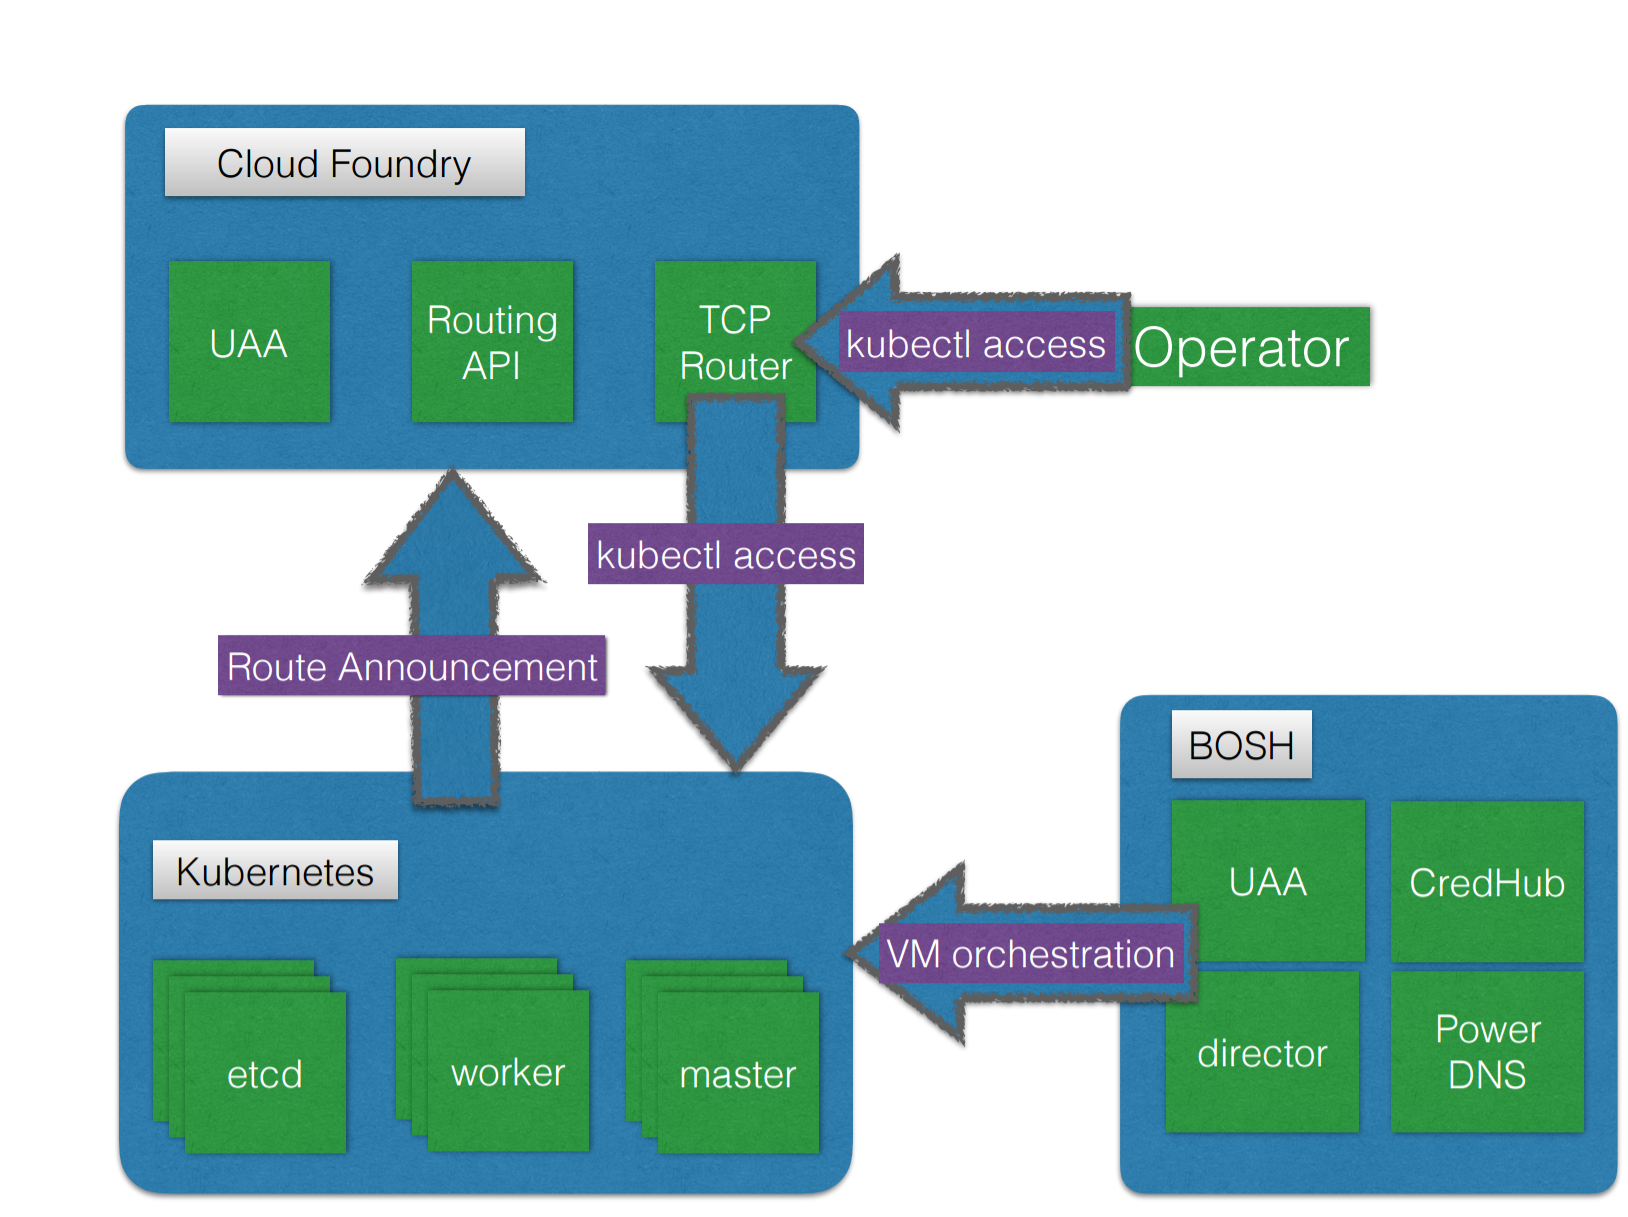 Cloud Foundry
UAA
Routing
API
TCP
Router
kubectl access
Operator
kubectl access
Route Announcement
Kubernetes
etcd
worker
master
VM orchestration
BOSH
UAA
CredHub
director
Power
DNS